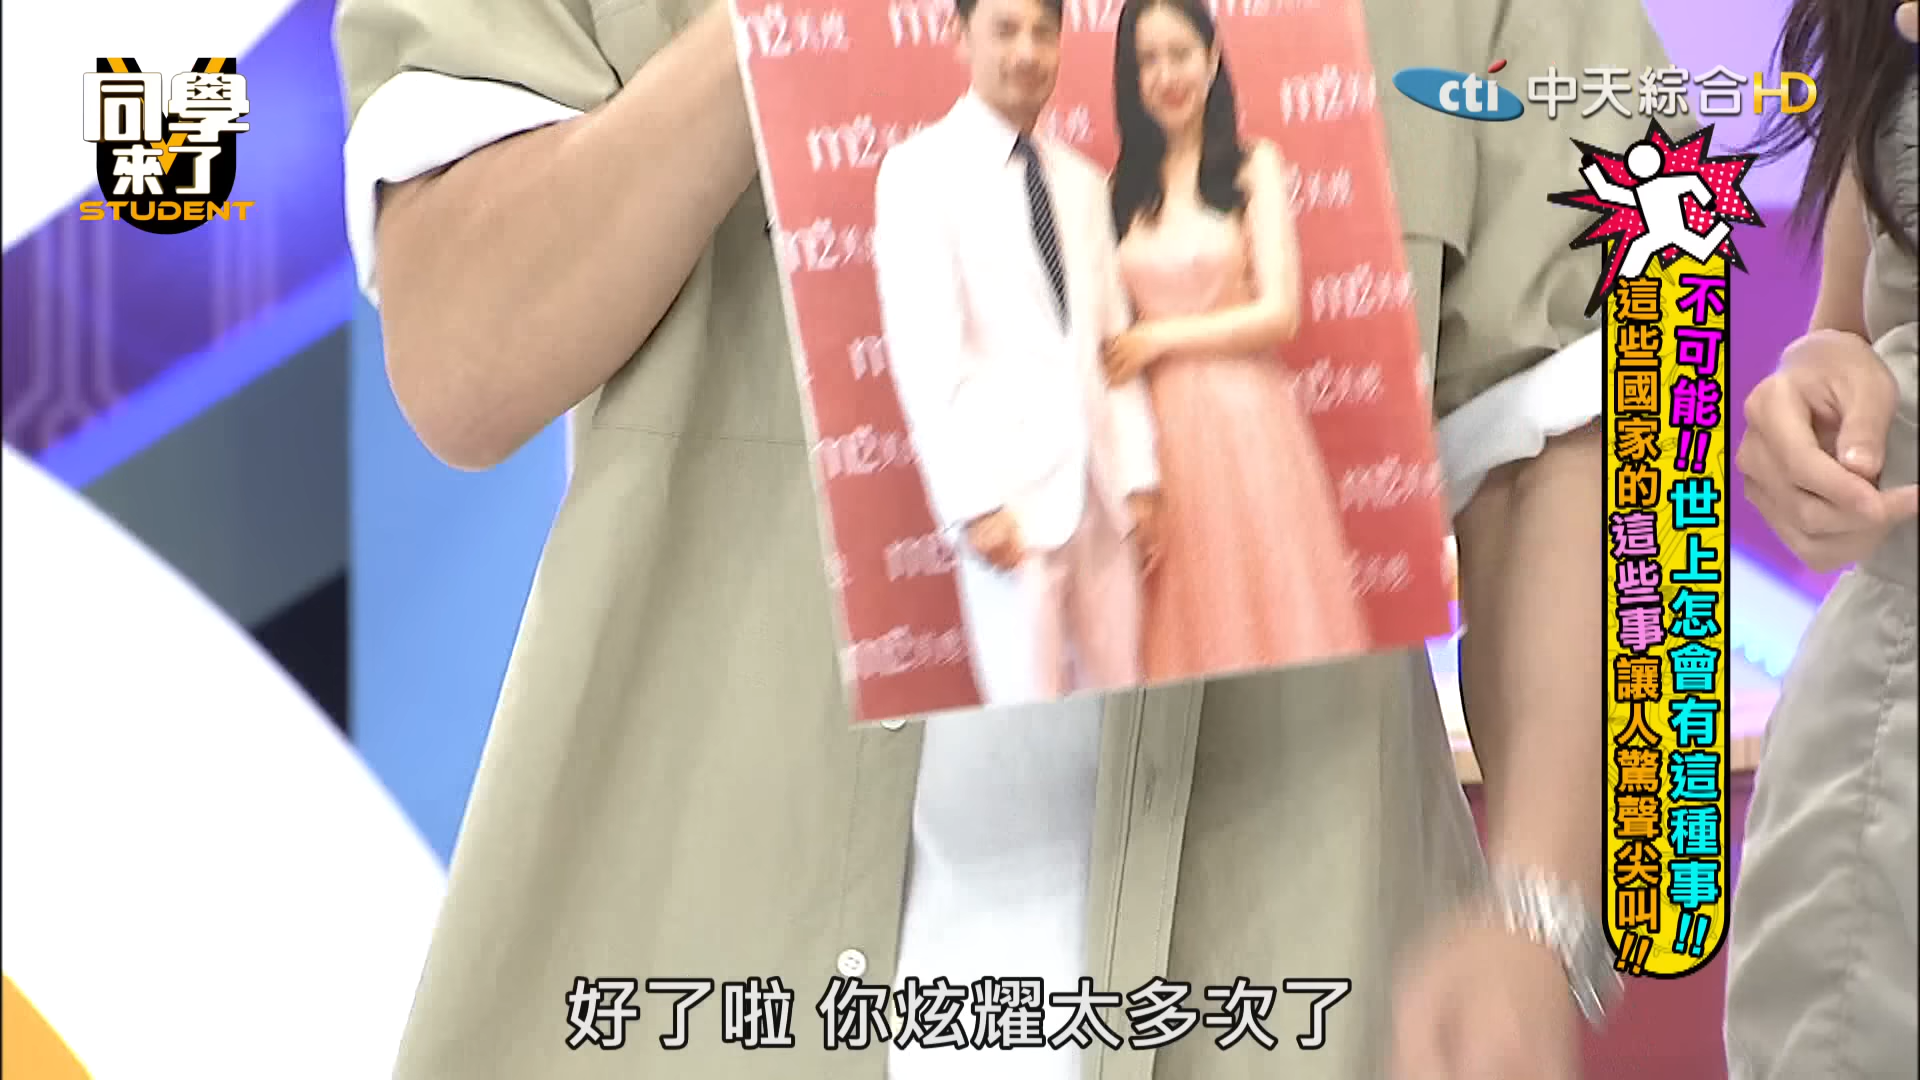 同學
來了
STUDENT
cti 中天綜合HD
不可能!!世上怎會有這種事!!
這些國家的這些事讓人驚聲尖叫!!
好了啦 你炫耀太多次了